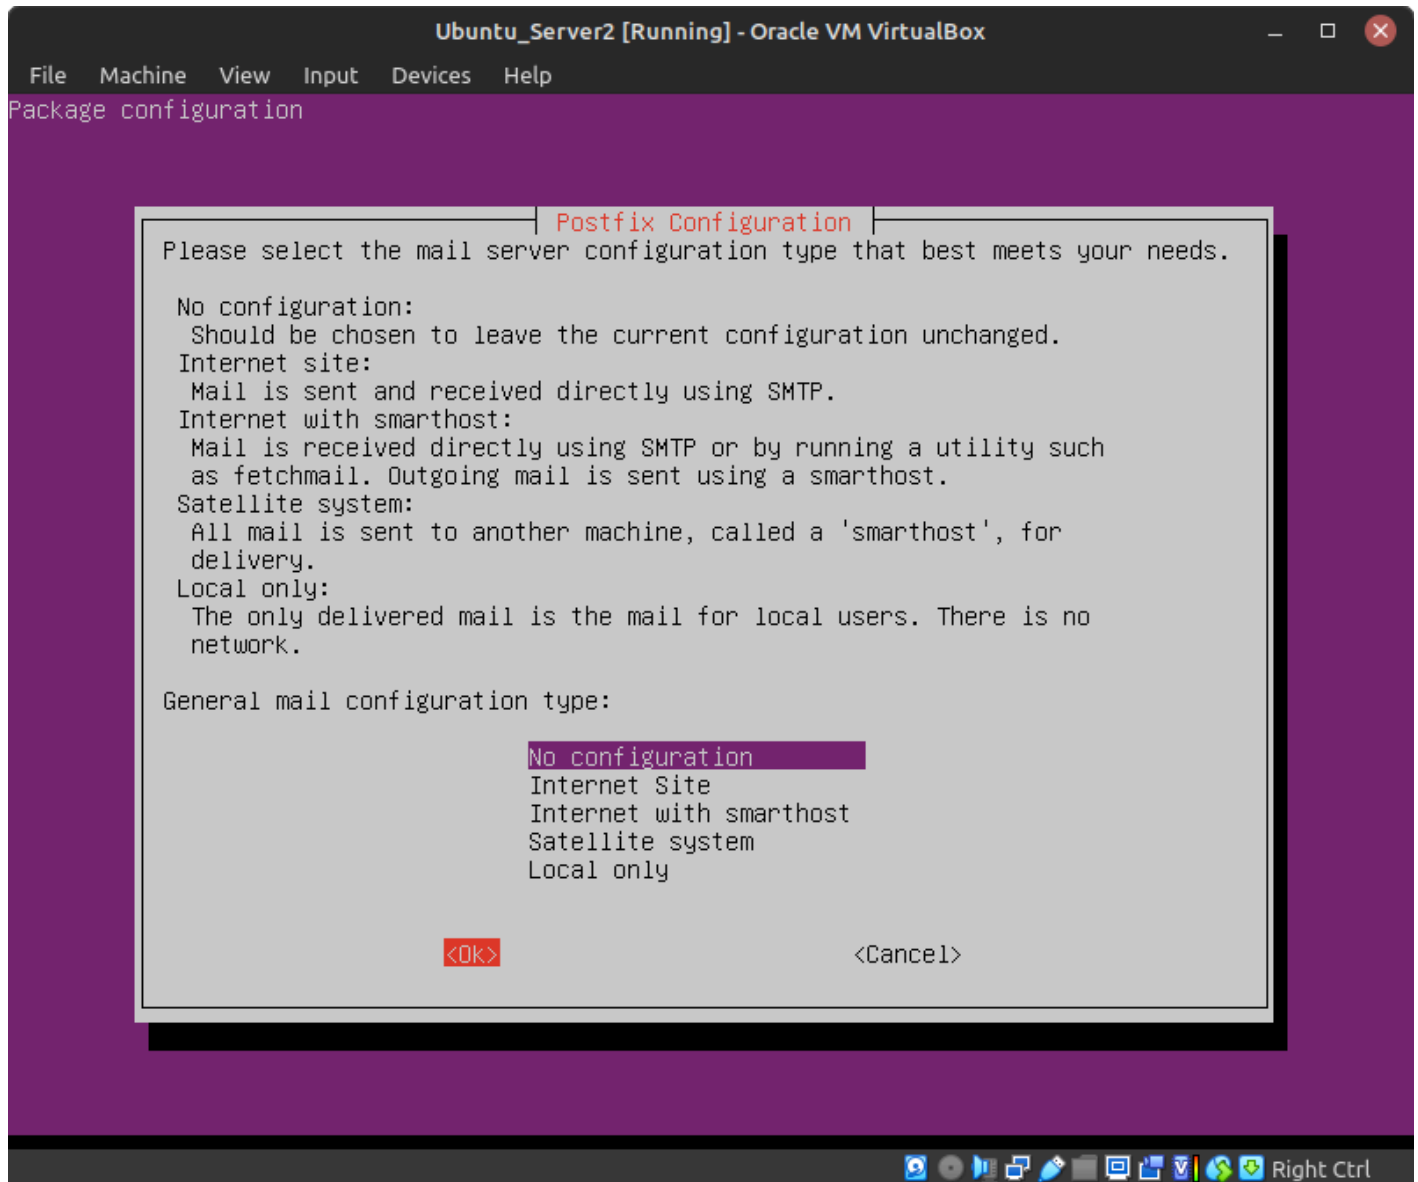 Ubuntu_Server2 [Running] - Oracle VM VirtualBox
File Machine View Input Devices Help
Package configuration
Postfix Configuration
Please select the mail server configuration type that best meets your needs.
No configuration:
Should be chosen to leave the current configuration unchanged.
Internet site:
Mail is sent and received directly using SMTP.
Internet with smarthost:
Mail is received directly using SMTP or by running a utility such
as fetchmail. Outgoing mail is sent using a smarthost.
Satellite system:
All mail is sent to another machine, called a 'smarthost', for
delivery.
Local only:
The only delivered mail is the mail for local users. There is no
network.
General mail configuration type:
No configuration
Internet Site
Internet with smarthost
Satellite system
Local only
<Ok> <Cancel>
Right Ctrl